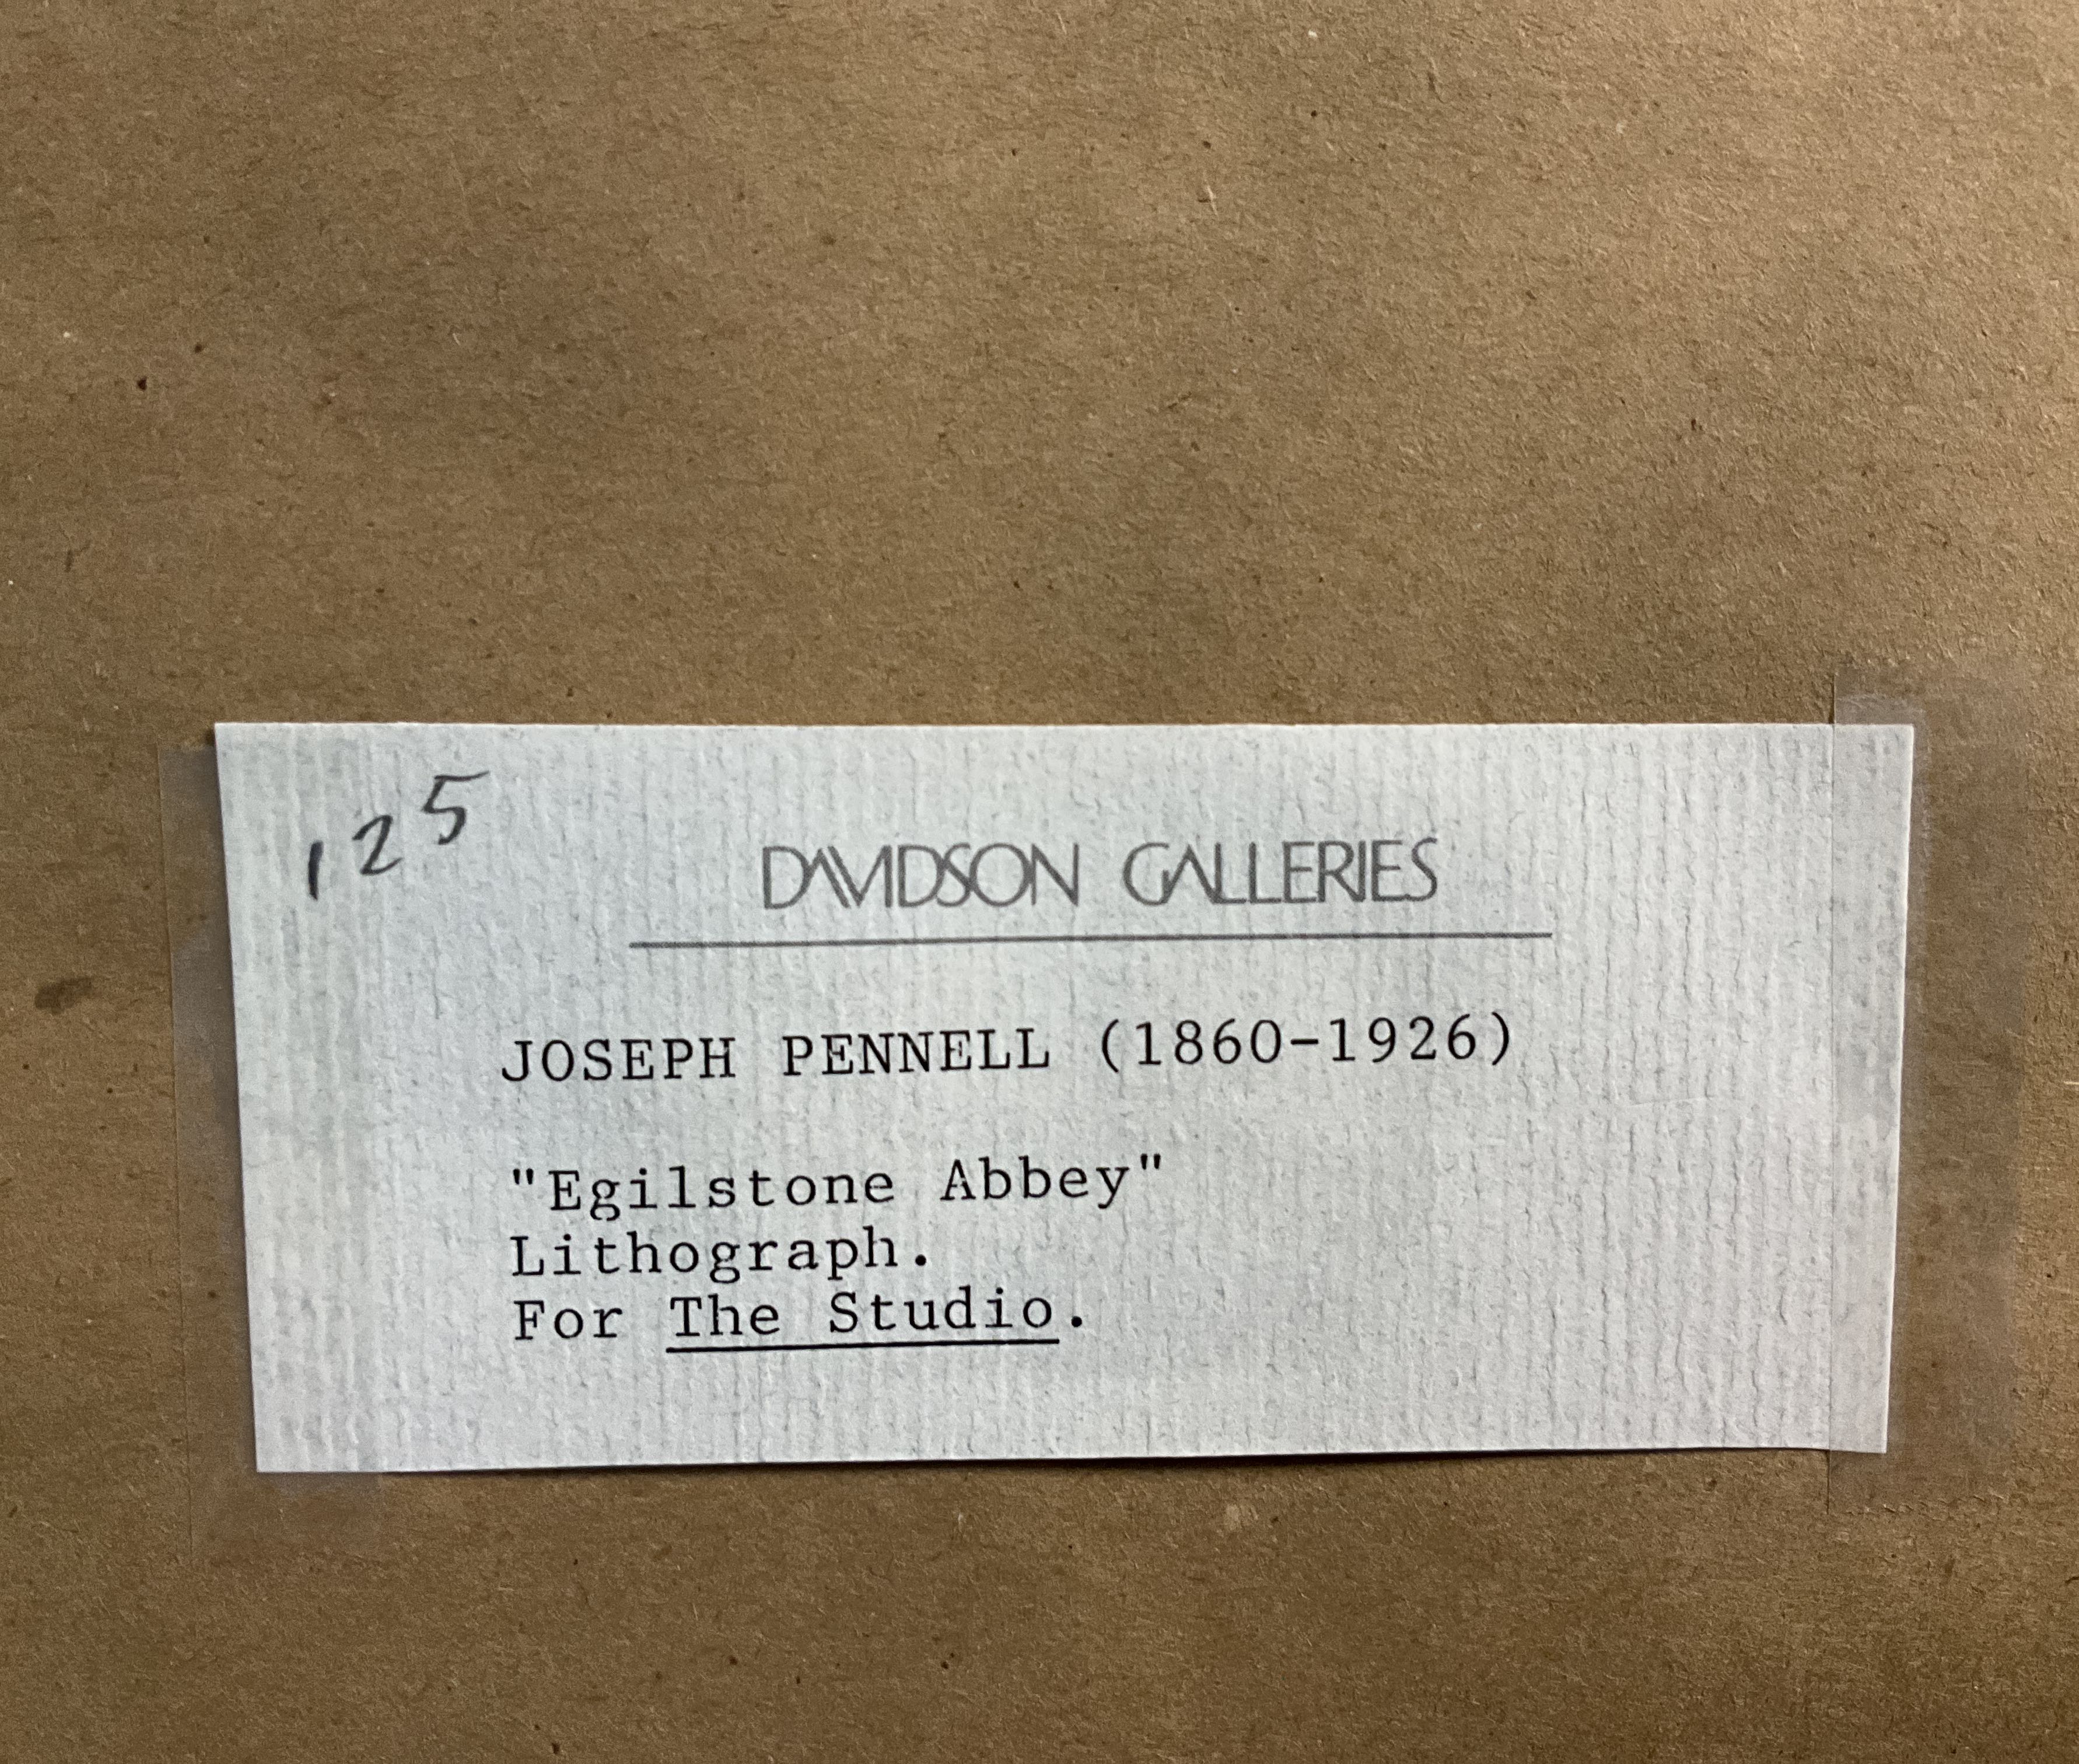 125
DAVIDSON GALLERIES
JOSEPH PENNELL (1860-1926)
"Egilstone Abbey"
Lithograph.
For The Studio.